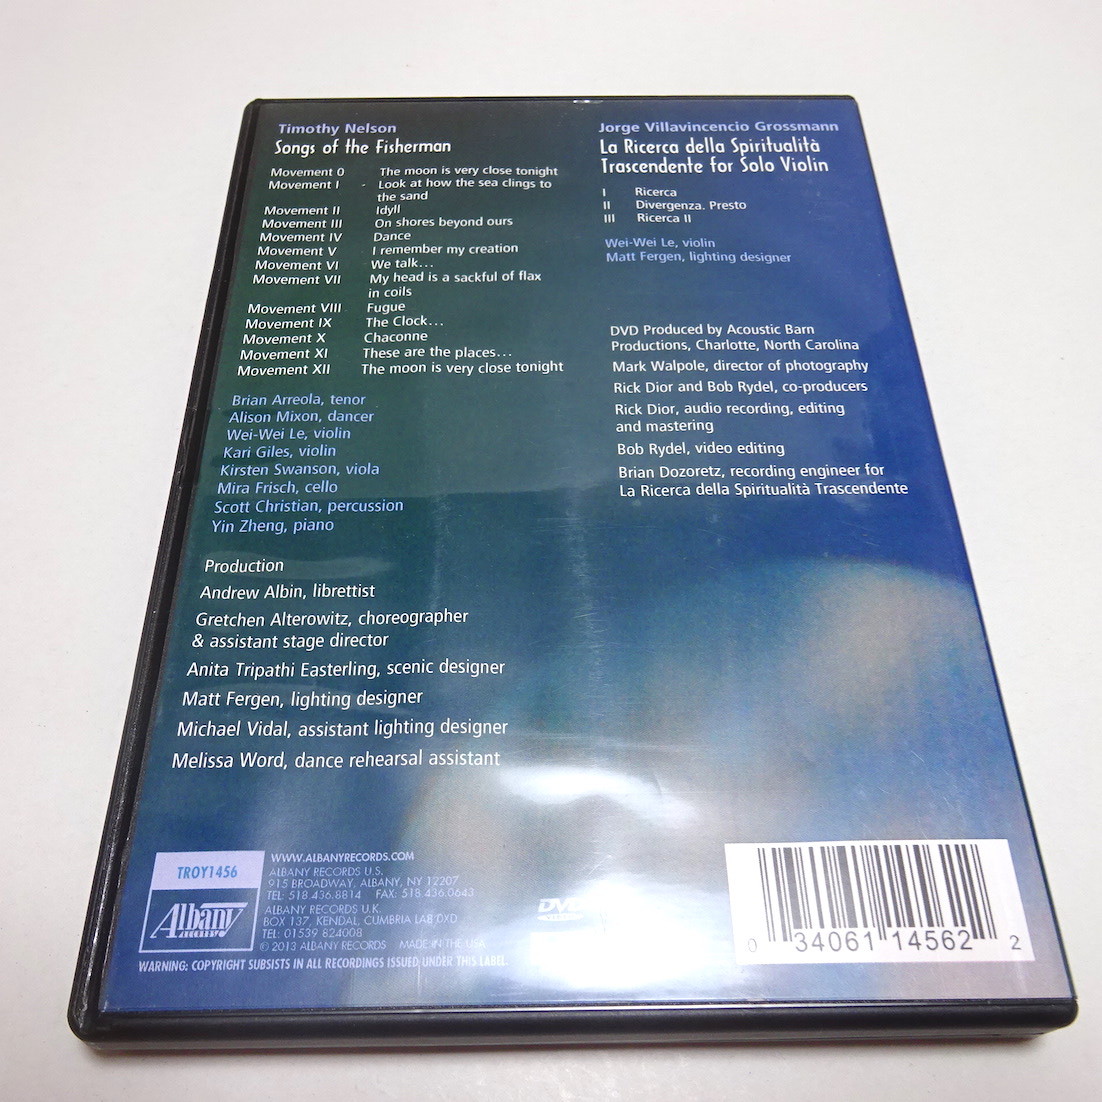 Timothy Nelson
Songs of the Fisherman
Movement 0 The moon is very close tonight
Movement I Look at how the sea clings to
the sand
Movement II Idyll
Movement III On shores beyond ours
Movement IV Dance
Movement V I remember my creation
Movement VI We talk...
Movement VII My head is a sackful of flax
in coils
Movement VIII Fugue
Movement IX The Clock...
Movement X Chaconne
Movement XI These are the places...
Movement XII The moon is very close tonight
Brian Arreola, tenor
Alison Mixon, dancer
Wei-Wei Le, violin
Kari Giles, violin
Kirsten Swanson, viola
Mira Frisch, cello
Scott Christian, percussion
Yin Zheng, piano
Production
Andrew Albin, librettist
Gretchen Alterowitz, choreographer
& assistant stage director
Anita Tripathi Easterling, scenic designer
Matt Fergen, lighting designer
Michael Vidal, assistant lighting designer
Melissa Word, dance rehearsal assistant
Jorge Villavincencio Grossmann
La Ricerca della Spiritualità
Trascendente for Solo Violin
I Ricerca
II Divergenza. Presto
III Ricerca II
Wei-Wei Le, violin
Matt Fergen, lighting designer
DVD Produced by Acoustic Barn
Productions, Charlotte, North Carolina
Mark Walpole, director of photography
Rick Dior and Bob Rydel, co-producers
Rick Dior, audio recording, editing
and mastering
Bob Rydel, video editing
Brian Dozoretz, recording engineer for
La Ricerca della Spiritualità Trascendente
TROY1456
Albany
RECORDS
WWW.ALBANYRECORDS.COM
ALBANY RECORDS U.S.
915 BROADWAY, ALBANY, NY 12207
TEL: 518.436.8814 FAX: 518.436.0643
ALBANY RECORDS U.K.
BOX 137, KENDAL, CUMBRIA LA8 0XD
TEL: 01539 824008
© 2013 ALBANY RECORDS MADE IN THE USA
WARNING: COPYRIGHT SUBSISTS IN ALL RECORDINGS ISSUED UNDER THIS LABEL.
DVD
VIDEO
0 34061 14562 2